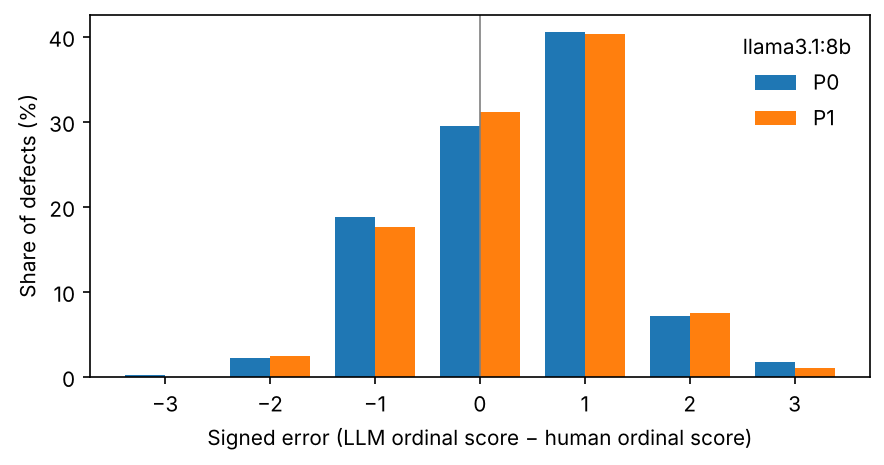 llama3.1:8b
P0
P1
Share of defects (%)
40
30
20
10
0
−3 −2 −1 0 1 2 3
Signed error (LLM ordinal score − human ordinal score)